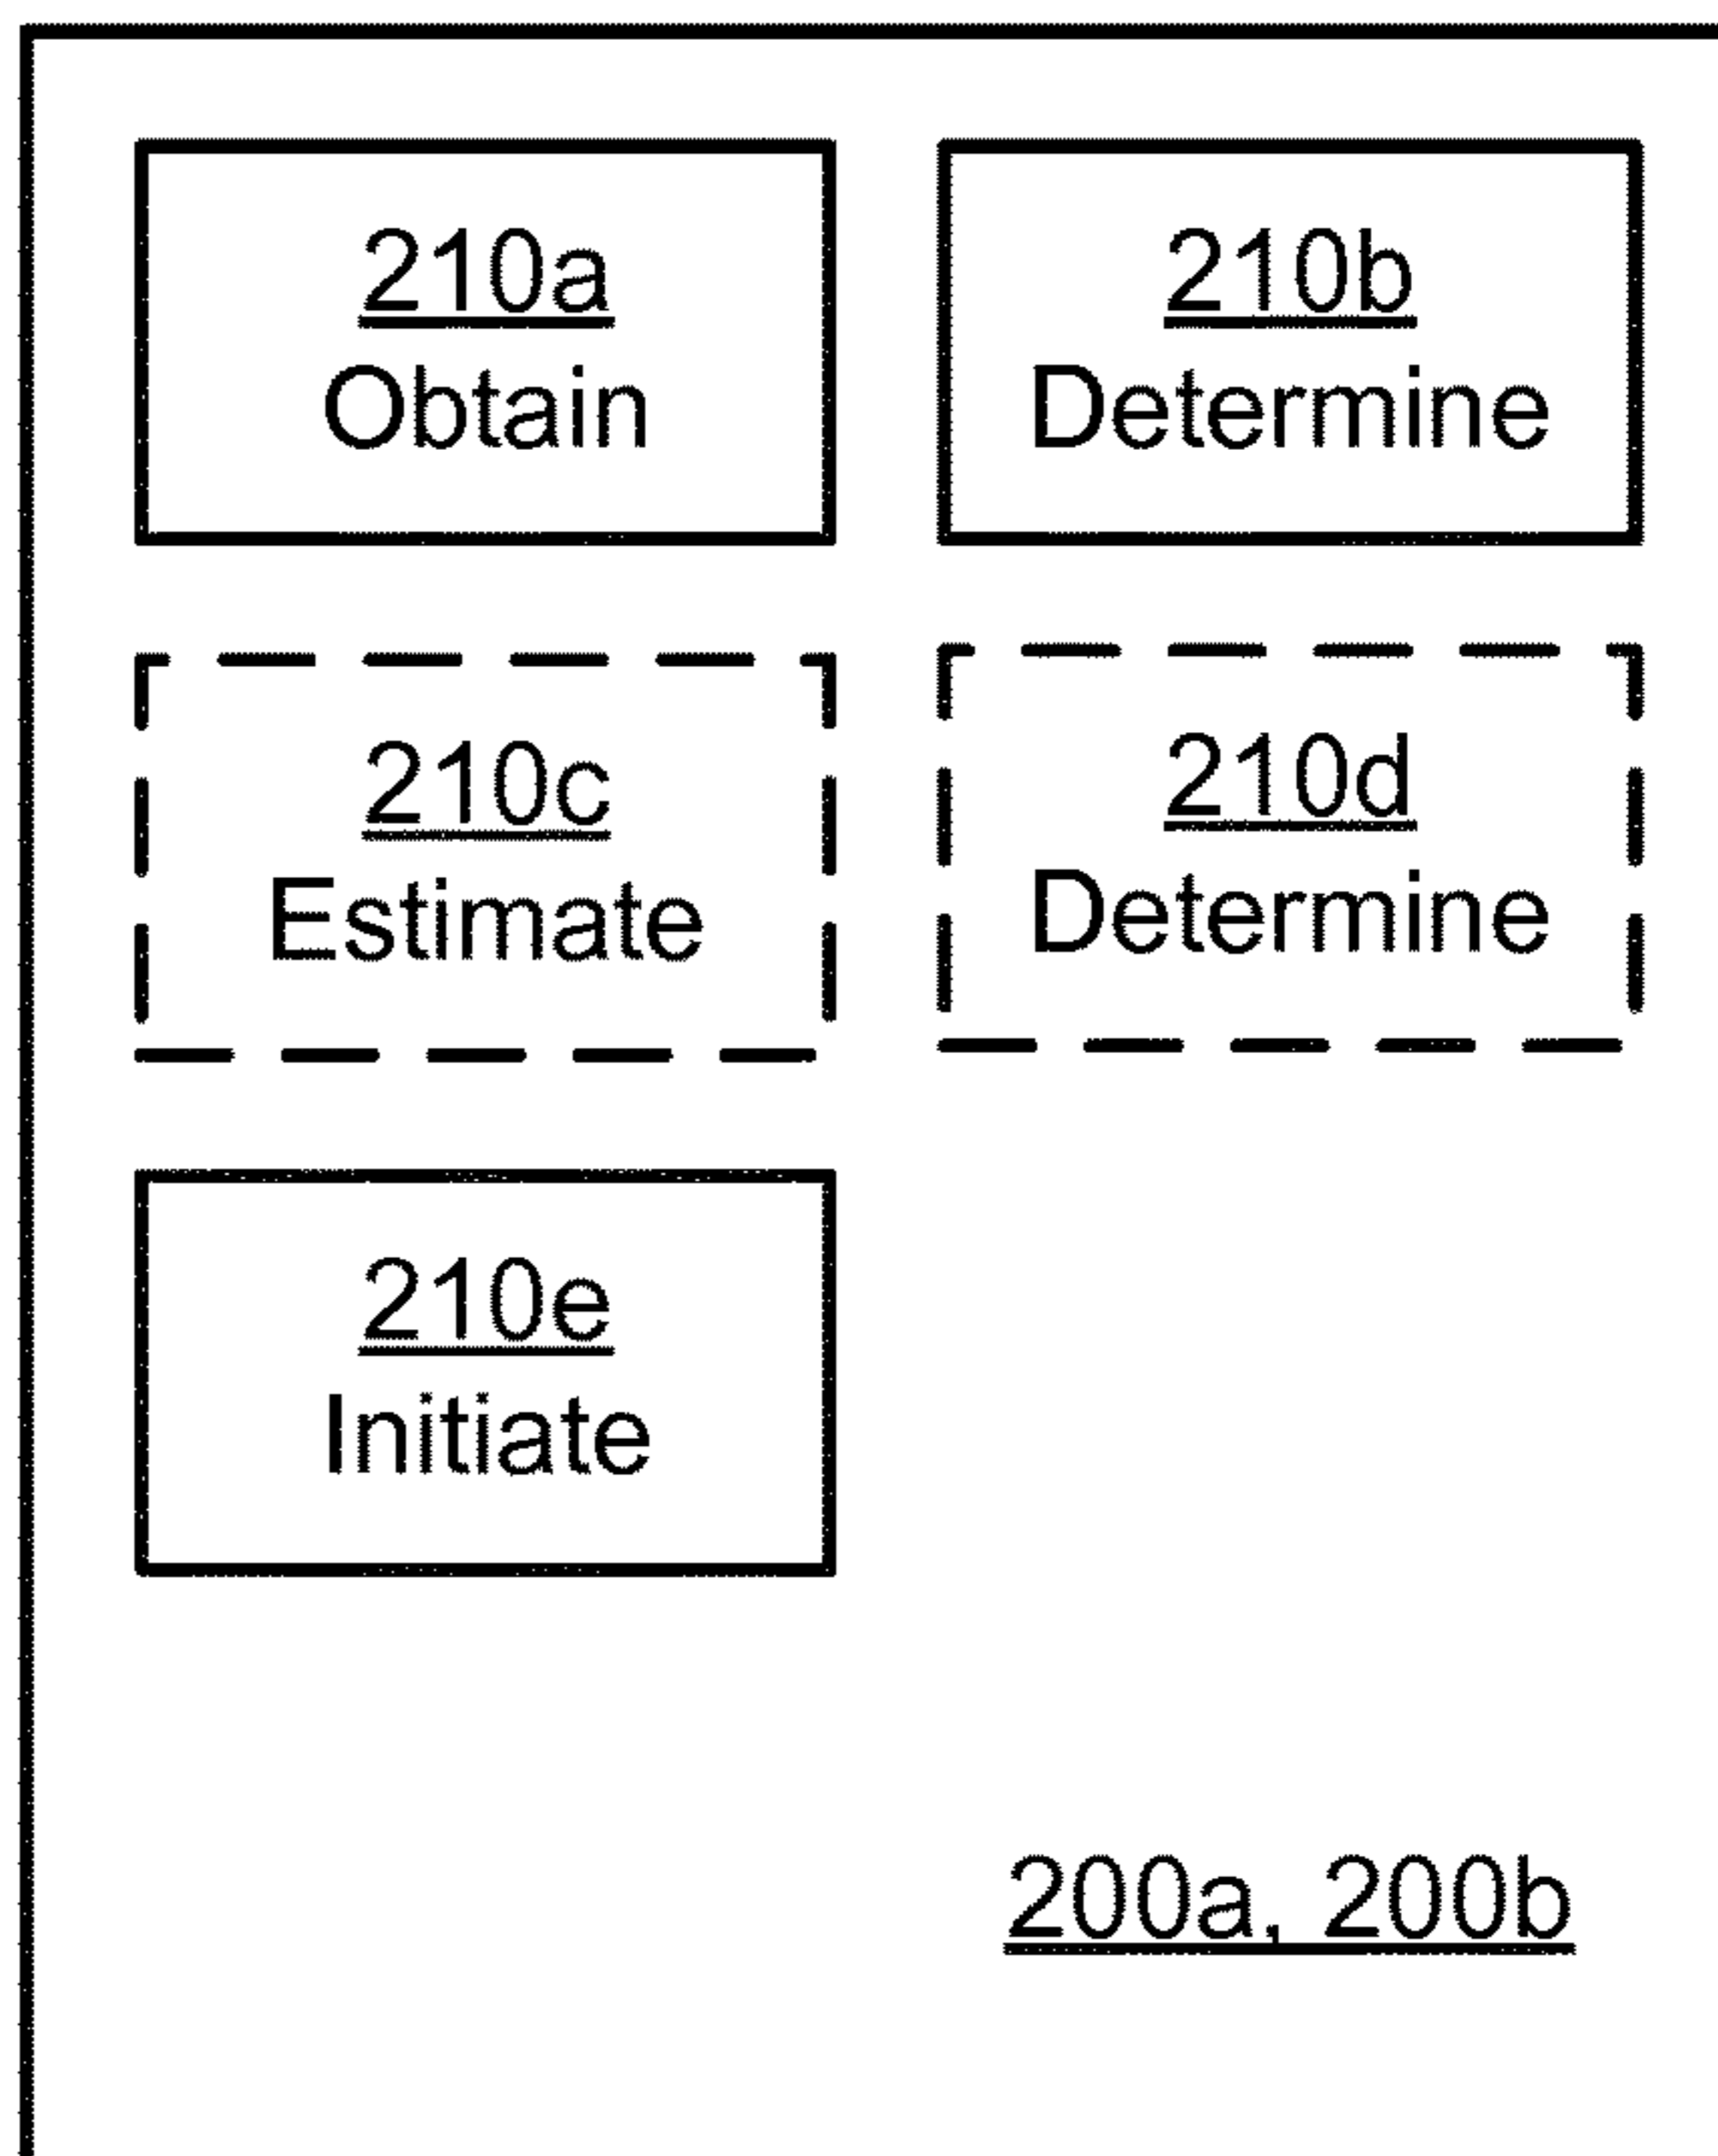 210a
Obtain
210b
Determine
210c
Estimate
210d
Determine
210e
Initiate
200a, 200b